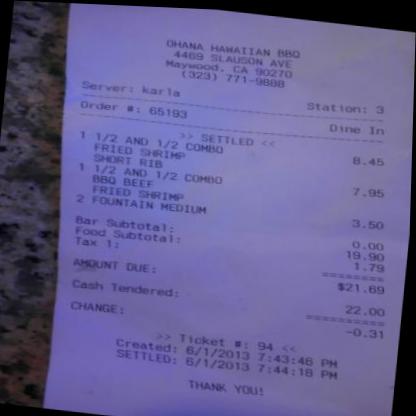 OHANA HAWAIIAN BBQ
4469 SLAUSON AVE
Maywood, CA 90270
(323) 771-9888
Server: karla Station: 3
Order #: 65193 Dine In
>> SETTLED <<
1 1/2 AND 1/2 COMBO 8.45
FRIED SHRIMP
SHORT RIB
1 1/2 AND 1/2 COMBO 7.95
BBQ BEEF
FRIED SHRIMP
2 FOUNTAIN MEDIUM 3.50
Bar Subtotal: 0.00
Food Subtotal: 19.90
Tax 1: 1.79
========
AMOUNT DUE: $21.69
Cash Tendered: 22.00
==========
CHANGE: -0.31
>> Ticket #: 94 <<
Created: 6/1/2013 7:43:46 PM
SETTLED: 6/1/2013 7:44:18 PM
THANK YOU!